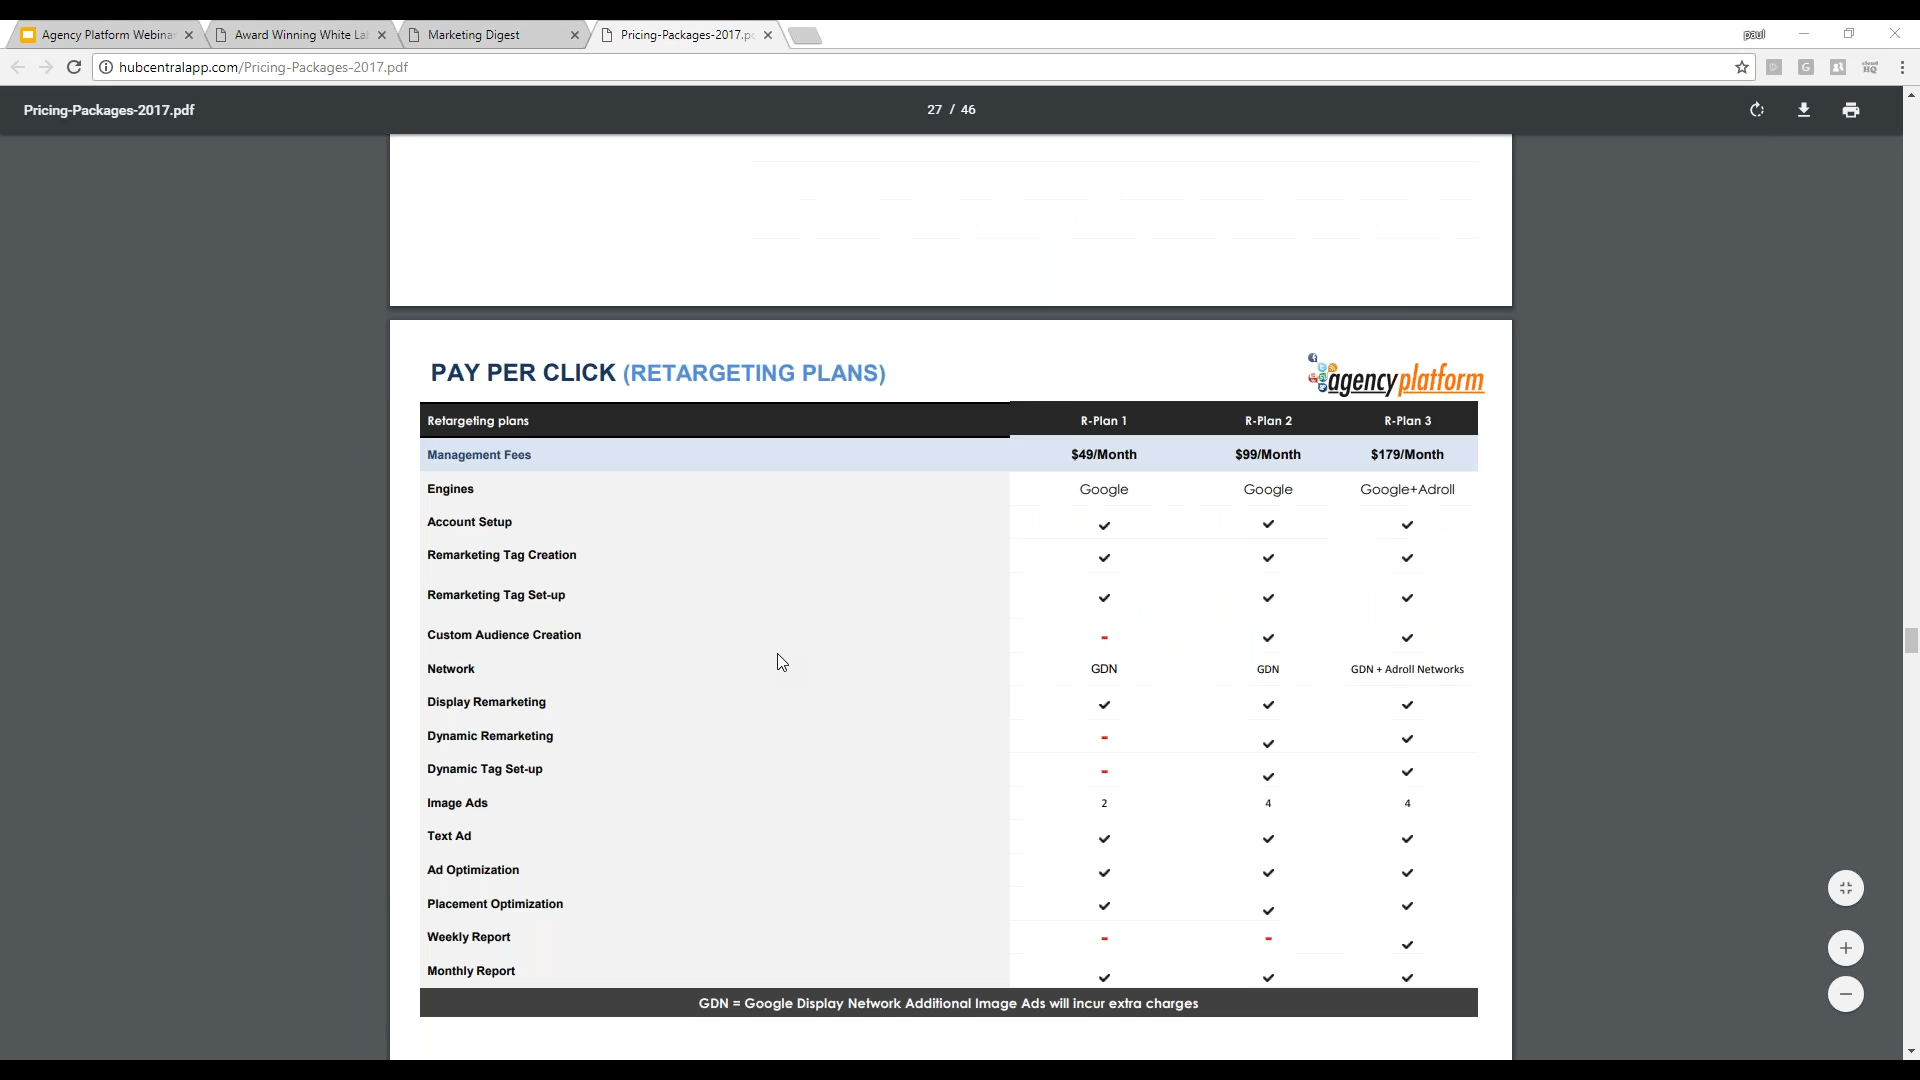 Agency Platform Webina
Award Winning White La
Marketing Digest
Pricing-Packages-2017.p
paul
hubcentralapp.com/Pricing-Packages-2017.pdf
Pricing-Packages-2017.pdf
27 / 46
PAY PER CLICK (RETARGETING PLANS)
agencyplatform
Retargeting plans R-Plan 1 R-Plan 2 R-Plan 3
Management Fees $49/Month $99/Month $179/Month
Engines Google Google Google+Adroll
Account Setup ✔ ✔ ✔
Remarketing Tag Creation ✔ ✔ ✔
Remarketing Tag Set-up ✔ ✔ ✔
Custom Audience Creation - ✔ ✔
Network GDN GDN GDN + Adroll Networks
Display Remarketing ✔ ✔ ✔
Dynamic Remarketing - ✔ ✔
Dynamic Tag Set-up - ✔ ✔
Image Ads 2 4 4
Text Ad ✔ ✔ ✔
Ad Optimization ✔ ✔ ✔
Placement Optimization ✔ ✔ ✔
Weekly Report - - ✔
Monthly Report ✔ ✔ ✔
GDN = Google Display Network Additional Image Ads will incur extra charges